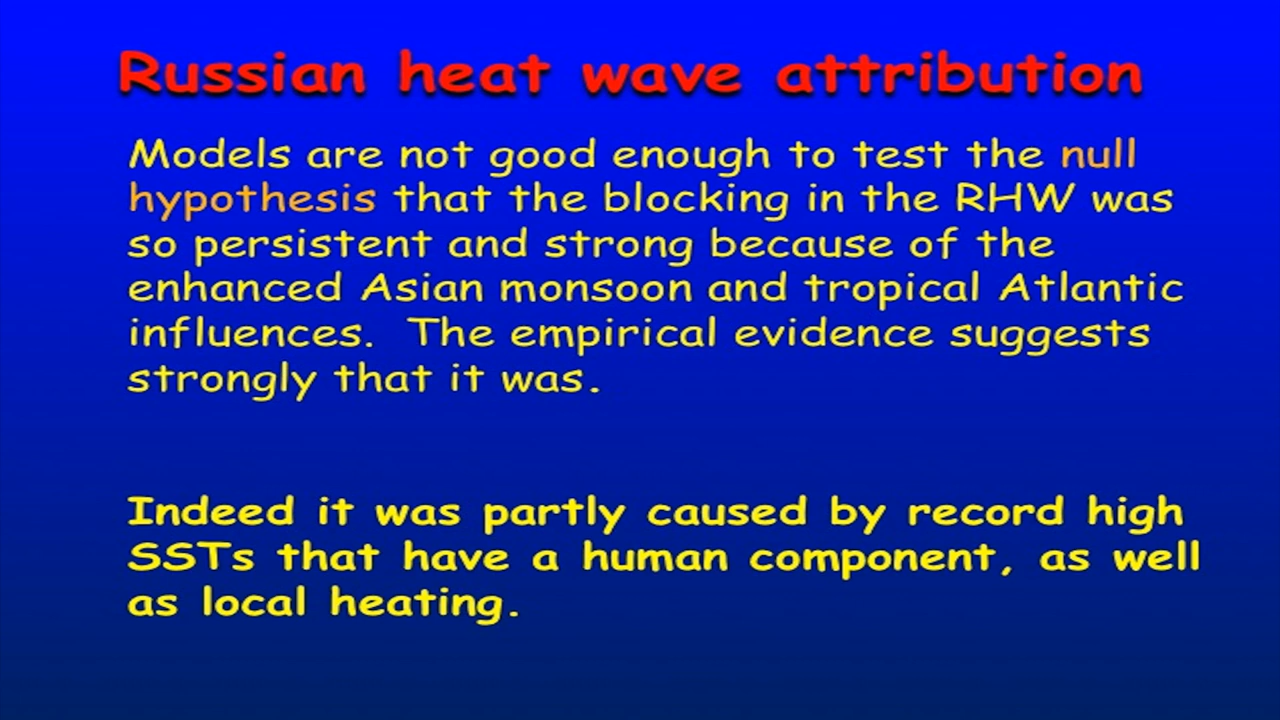 Russian heat wave attribution
Models are not good enough to test the null
hypothesis that the blocking in the RHW was
so persistent and strong because of the
enhanced Asian monsoon and tropical Atlantic
influences.  The empirical evidence suggests
strongly that it was.
Indeed it was partly caused by record high
SSTs that have a human component, as well
as local heating.